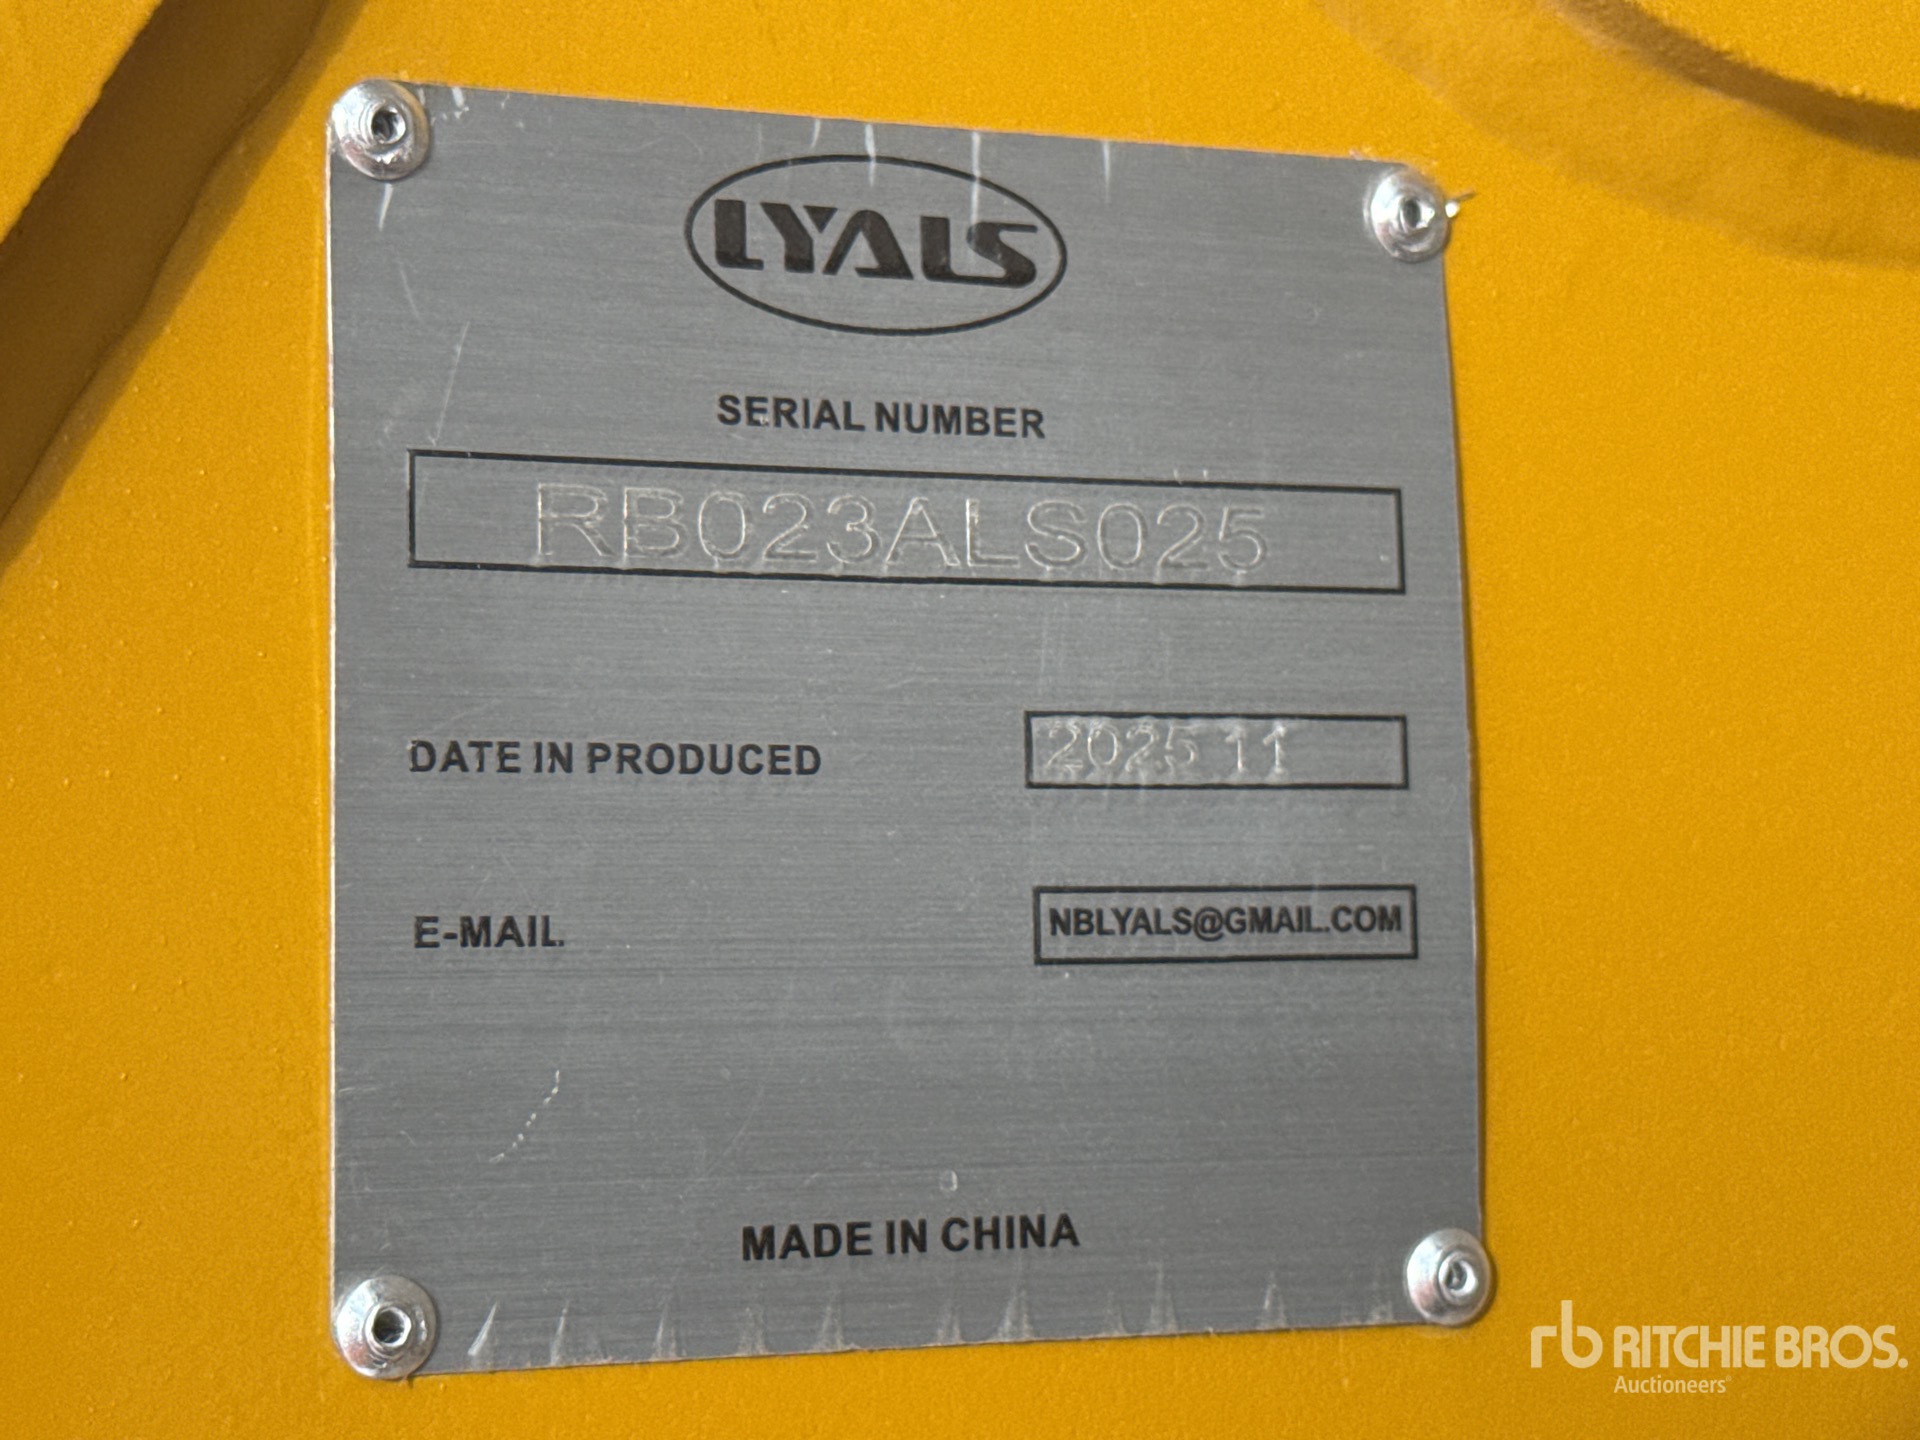 LYALS
SERIAL NUMBER
RB023ALS025
DATE IN PRODUCED 2025 11
E-MAIL. NBLYALS@GMAIL.COM
MADE IN CHINA
rb RITCHIE BROS.
Auctioneers